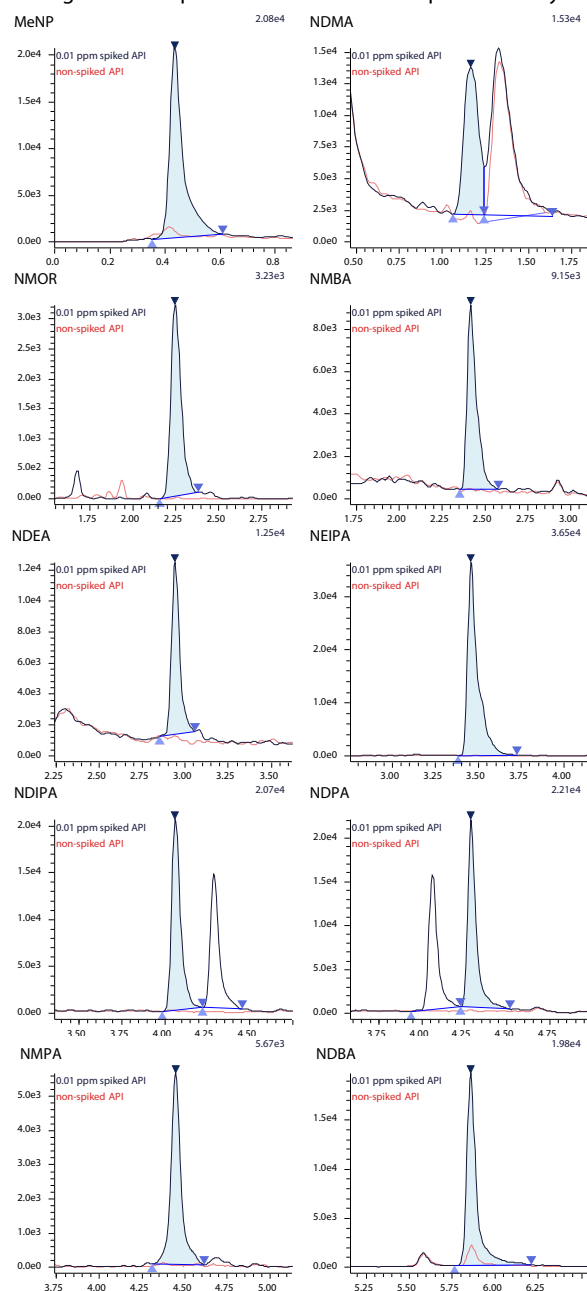 MeNP
2.08e4
0.01 ppm spiked API
non-spiked API
2.0e4
1.5e4
1.0e4
5.0e3
0.0e0
0.0 0.2 0.4 0.6 0.8
NDMA
1.53e4
0.01 ppm spiked API
non-spiked API
1.5e4
1.3e4
1.0e4
7.5e3
5.0e3
2.5e3
0.0e0
0.50 0.75 1.00 1.25 1.50 1.75
NMOR
3.23e3
0.01 ppm spiked API
non-spiked API
3.0e3
2.5e3
2.0e3
1.5e3
1.0e3
5.0e2
0.0e0
1.75 2.00 2.25 2.50 2.75
NMBA
9.15e3
0.01 ppm spiked API
non-spiked API
8.0e3
6.0e3
4.0e3
2.0e3
0.0e0
1.75 2.00 2.25 2.50 2.75 3.00
NDEA
1.25e4
0.01 ppm spiked API
non-spiked API
1.2e4
1.0e4
8.0e3
6.0e3
4.0e3
2.0e3
0.0e0
2.25 2.50 2.75 3.00 3.25 3.50
NEIPA
3.65e4
0.01 ppm spiked API
non-spiked API
3.0e4
2.0e4
1.0e4
0.0e0
3.00 3.25 3.50 3.75 4.00
NDIPA
2.07e4
0.01 ppm spiked API
non-spiked API
2.0e4
1.5e4
1.0e4
5.0e3
0.0e0
3.50 3.75 4.00 4.25 4.50
NDPA
2.21e4
0.01 ppm spiked API
non-spiked API
2.0e4
1.5e4
1.0e4
5.0e3
0.0e0
3.75 4.00 4.25 4.50 4.75
NMPA
5.67e3
0.01 ppm spiked API
non-spiked API
5.0e3
4.0e3
3.0e3
2.0e3
1.0e3
0.0e0
3.75 4.00 4.25 4.50 4.75 5.00
NDBA
1.98e4
0.01 ppm spiked API
non-spiked API
1.5e4
1.0e4
5.0e3
0.0e0
5.25 5.50 5.75 6.00 6.25